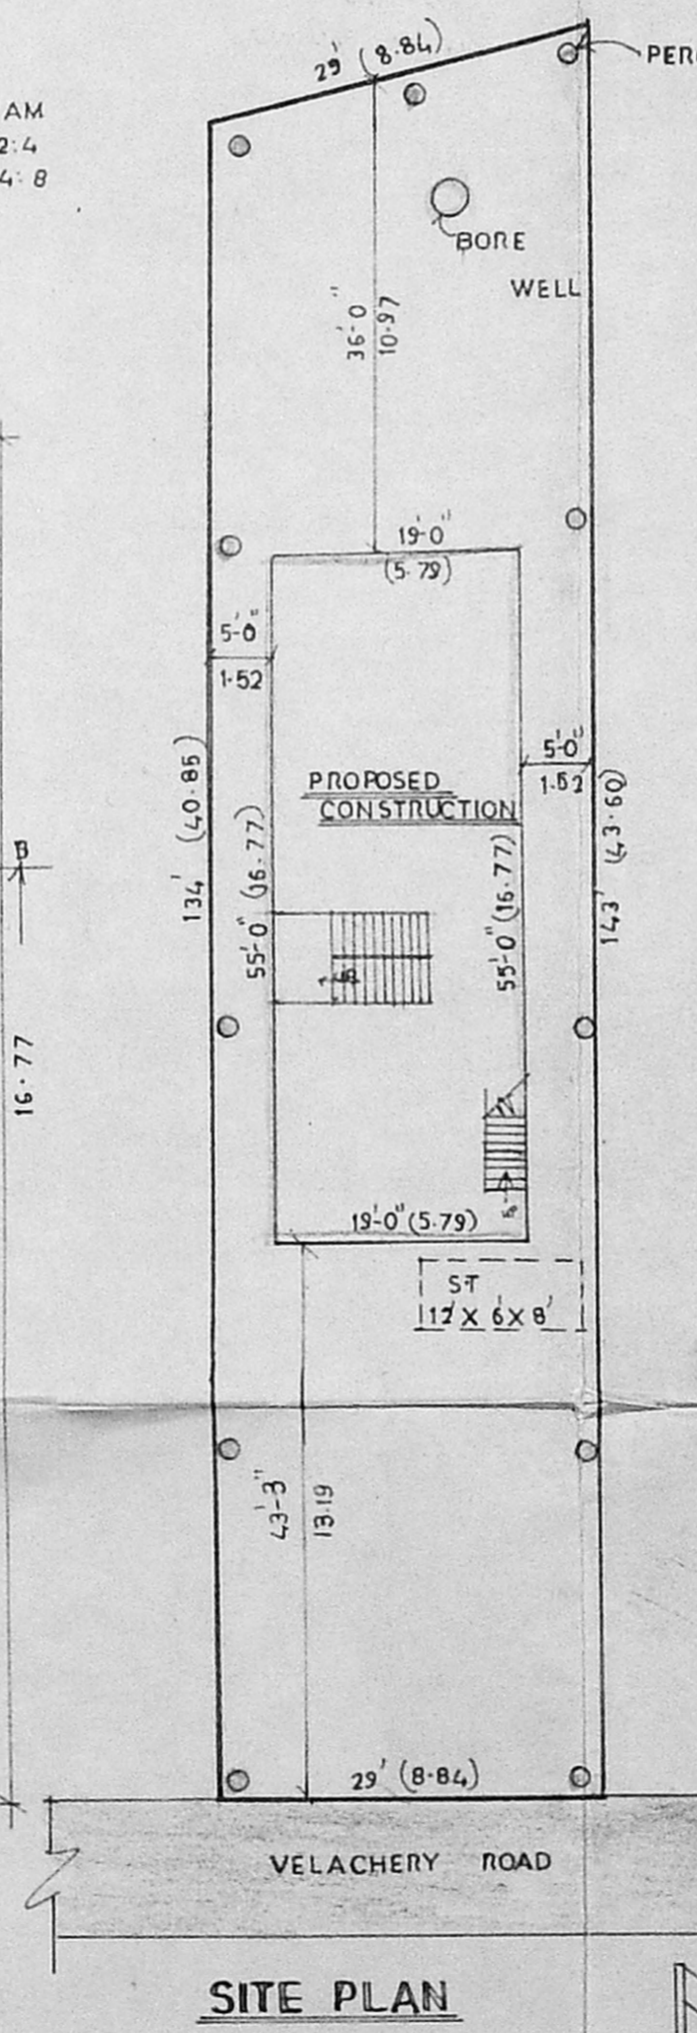 29' (8·84)
PER
AM
2:4
4: 8
BORE
WELL
36'-0"
10·97
19'-0"
(5·79)
5'-0"
1·52
5'-0"
1·52
PROPOSED
CONSTRUCTION
134' (40·85)
143' (43·60)
55'-0" (16·77)
55'-0" (16·77)
B
UP
16·77
UP
19'-0" (5·79)
S·T
12' X 6' X 8'
43'-3"
13·19
29' (8·84)
VELACHERY ROAD
SITE PLAN